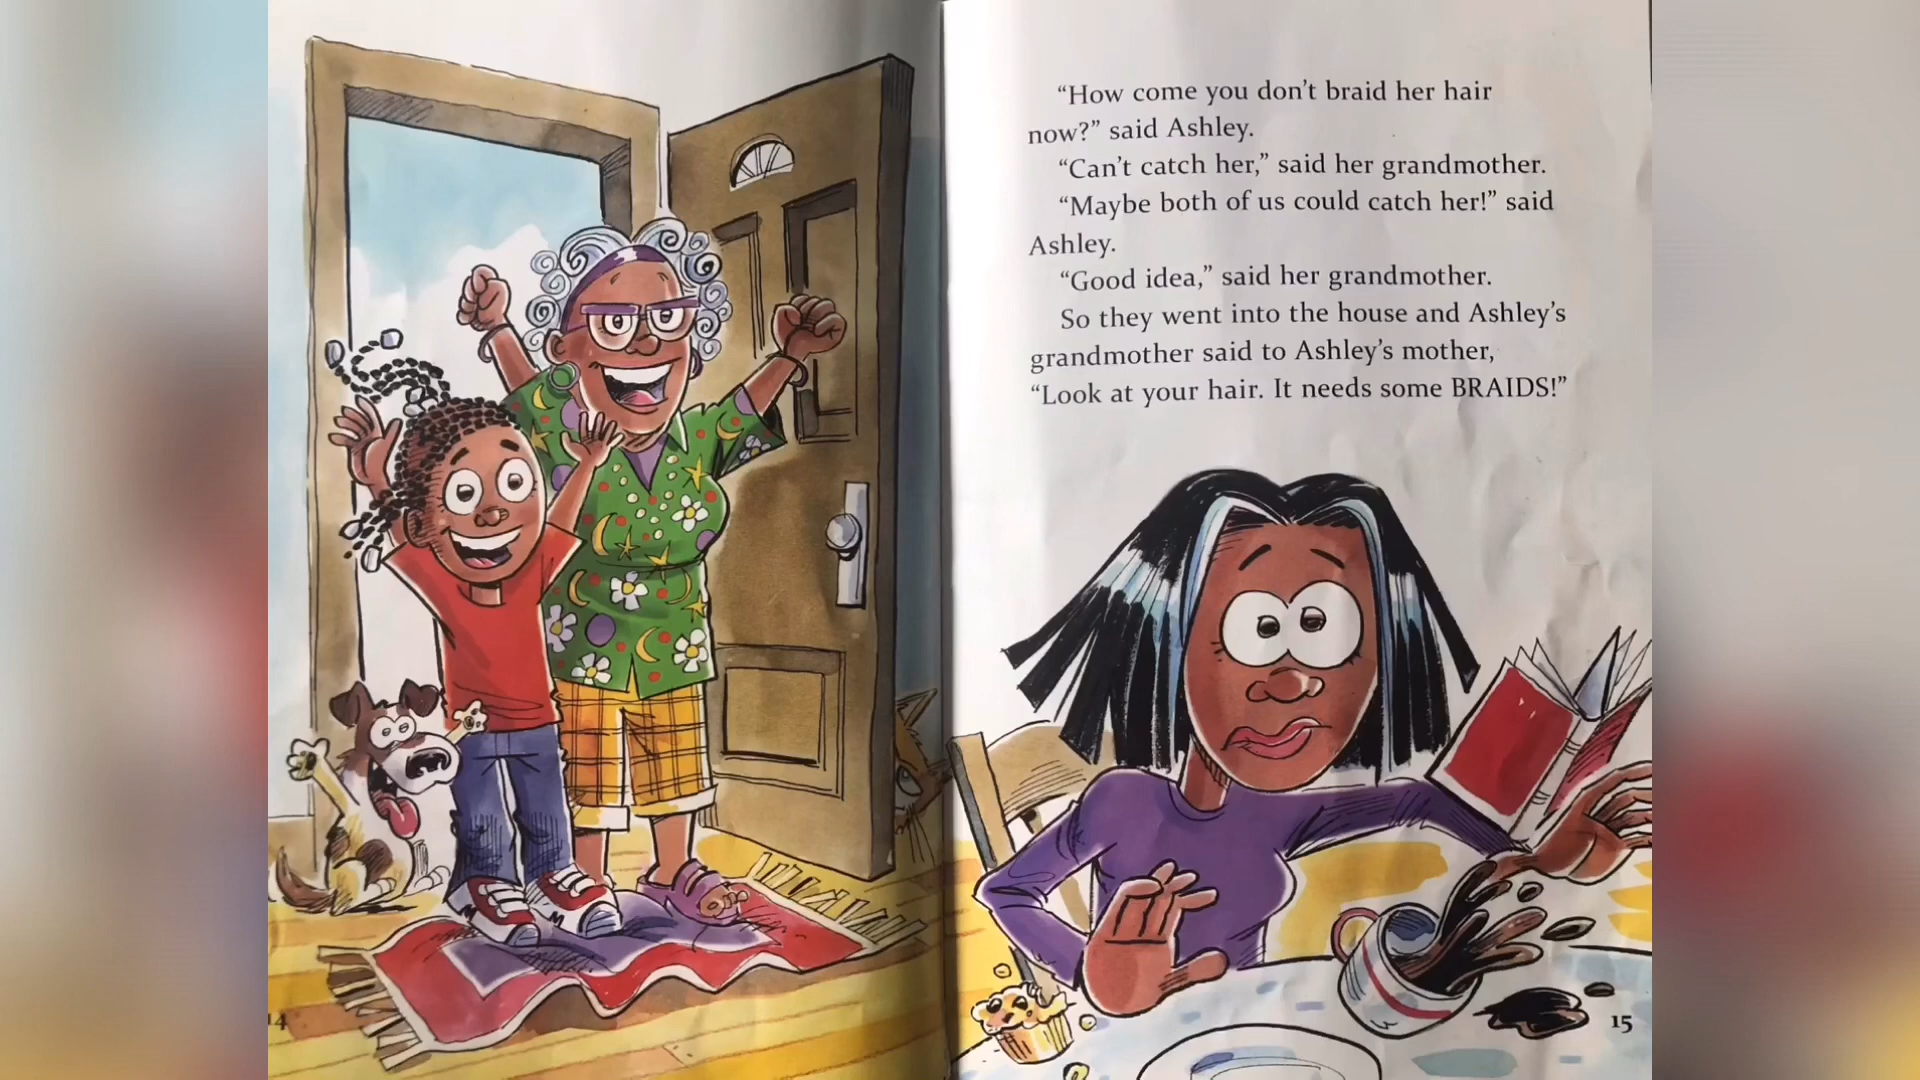 “How come you don’t braid her hair
now?” said Ashley.
“Can’t catch her,” said her grandmother.
“Maybe both of us could catch her!” said
Ashley.
“Good idea,” said her grandmother.
So they went into the house and Ashley’s
grandmother said to Ashley’s mother,
“Look at your hair. It needs some BRAIDS!”
M
M
14
15